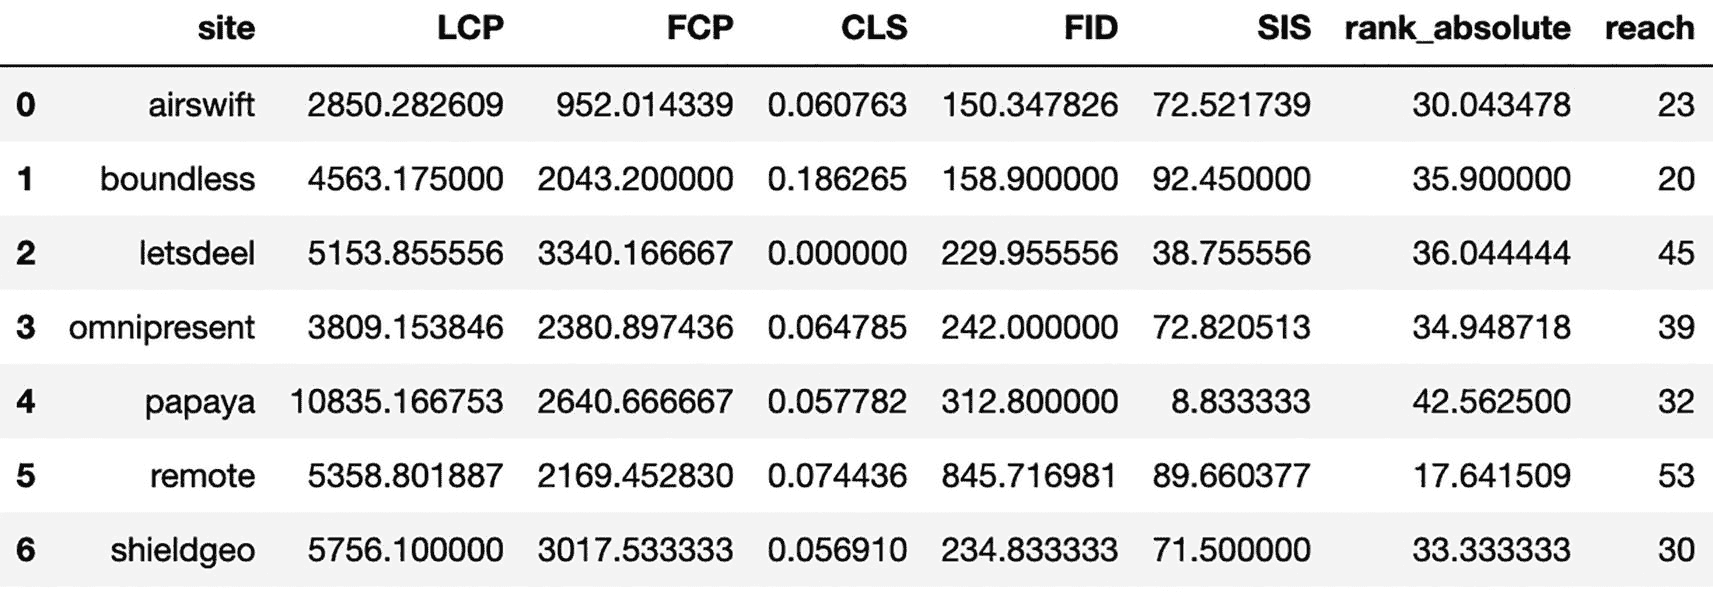 site LCP FCP CLS FID SIS rank_absolute reach
0 airswift 2850.282609 952.014339 0.060763 150.347826 72.521739 30.043478 23
1 boundless 4563.175000 2043.200000 0.186265 158.900000 92.450000 35.900000 20
2 letsdeel 5153.855556 3340.166667 0.000000 229.955556 38.755556 36.044444 45
3 omnipresent 3809.153846 2380.897436 0.064785 242.000000 72.820513 34.948718 39
4 papaya 10835.166753 2640.666667 0.057782 312.800000 8.833333 42.562500 32
5 remote 5358.801887 2169.452830 0.074436 845.716981 89.660377 17.641509 53
6 shieldgeo 5756.100000 3017.533333 0.056910 234.833333 71.500000 33.333333 30